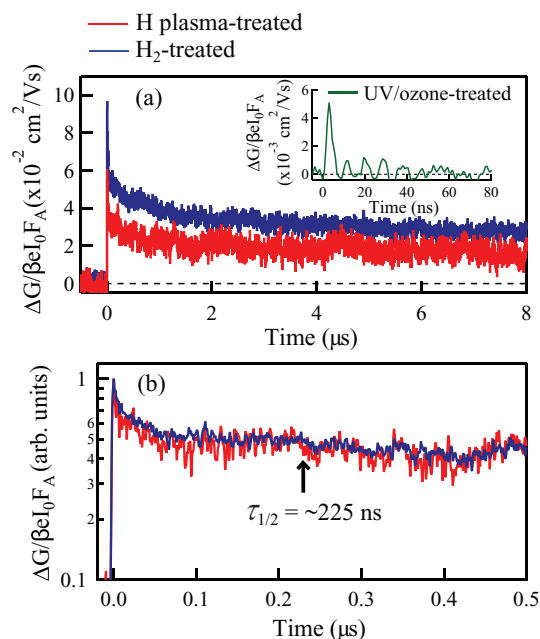 H plasma-treated
H₂-treated
(a)
ΔG/βeI₀F_A (x10⁻² cm²/Vs)
10
8
6
4
2
0
0
2
4
6
8
Time (μs)
UV/ozone-treated
ΔG/βeI₀F_A
(x10⁻³ cm²/Vs)
6
4
2
0
0
20
40
60
80
Time (ns)
(b)
ΔG/βeI₀F_A (arb. units)
1
6
5
4
3
2
0.1
τ₁/₂ = ~225 ns
0.0
0.1
0.2
0.3
0.4
0.5
Time (μs)